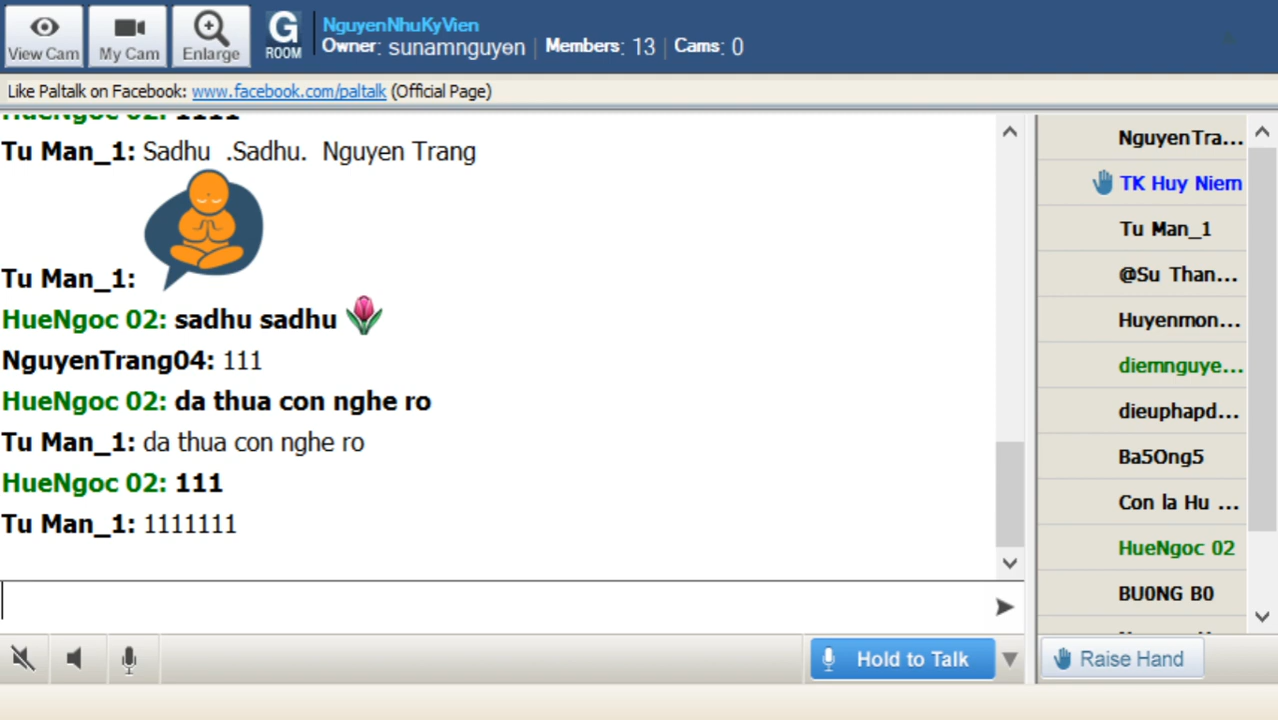 View Cam
My Cam
Enlarge
G
ROOM
NguyenNhuKyVien
Owner: sunamnguyen | Members: 13 | Cams: 0
Like Paltalk on Facebook: www.facebook.com/paltalk (Official Page)
HueNgoc 02: 1111
Tu Man_1: Sadhu .Sadhu. Nguyen Trang
Tu Man_1:
HueNgoc 02: sadhu sadhu
NguyenTrang04: 111
HueNgoc 02: da thua con nghe ro
Tu Man_1: da thua con nghe ro
HueNgoc 02: 111
Tu Man_1: 1111111
NguyenTra...
TK Huy Niem
Tu Man_1
@Su Than...
Huyenmon...
diemnguye...
dieuphapd...
Ba5Ong5
Con la Hu ...
HueNgoc 02
BU0NG B0
Hold to Talk
Raise Hand